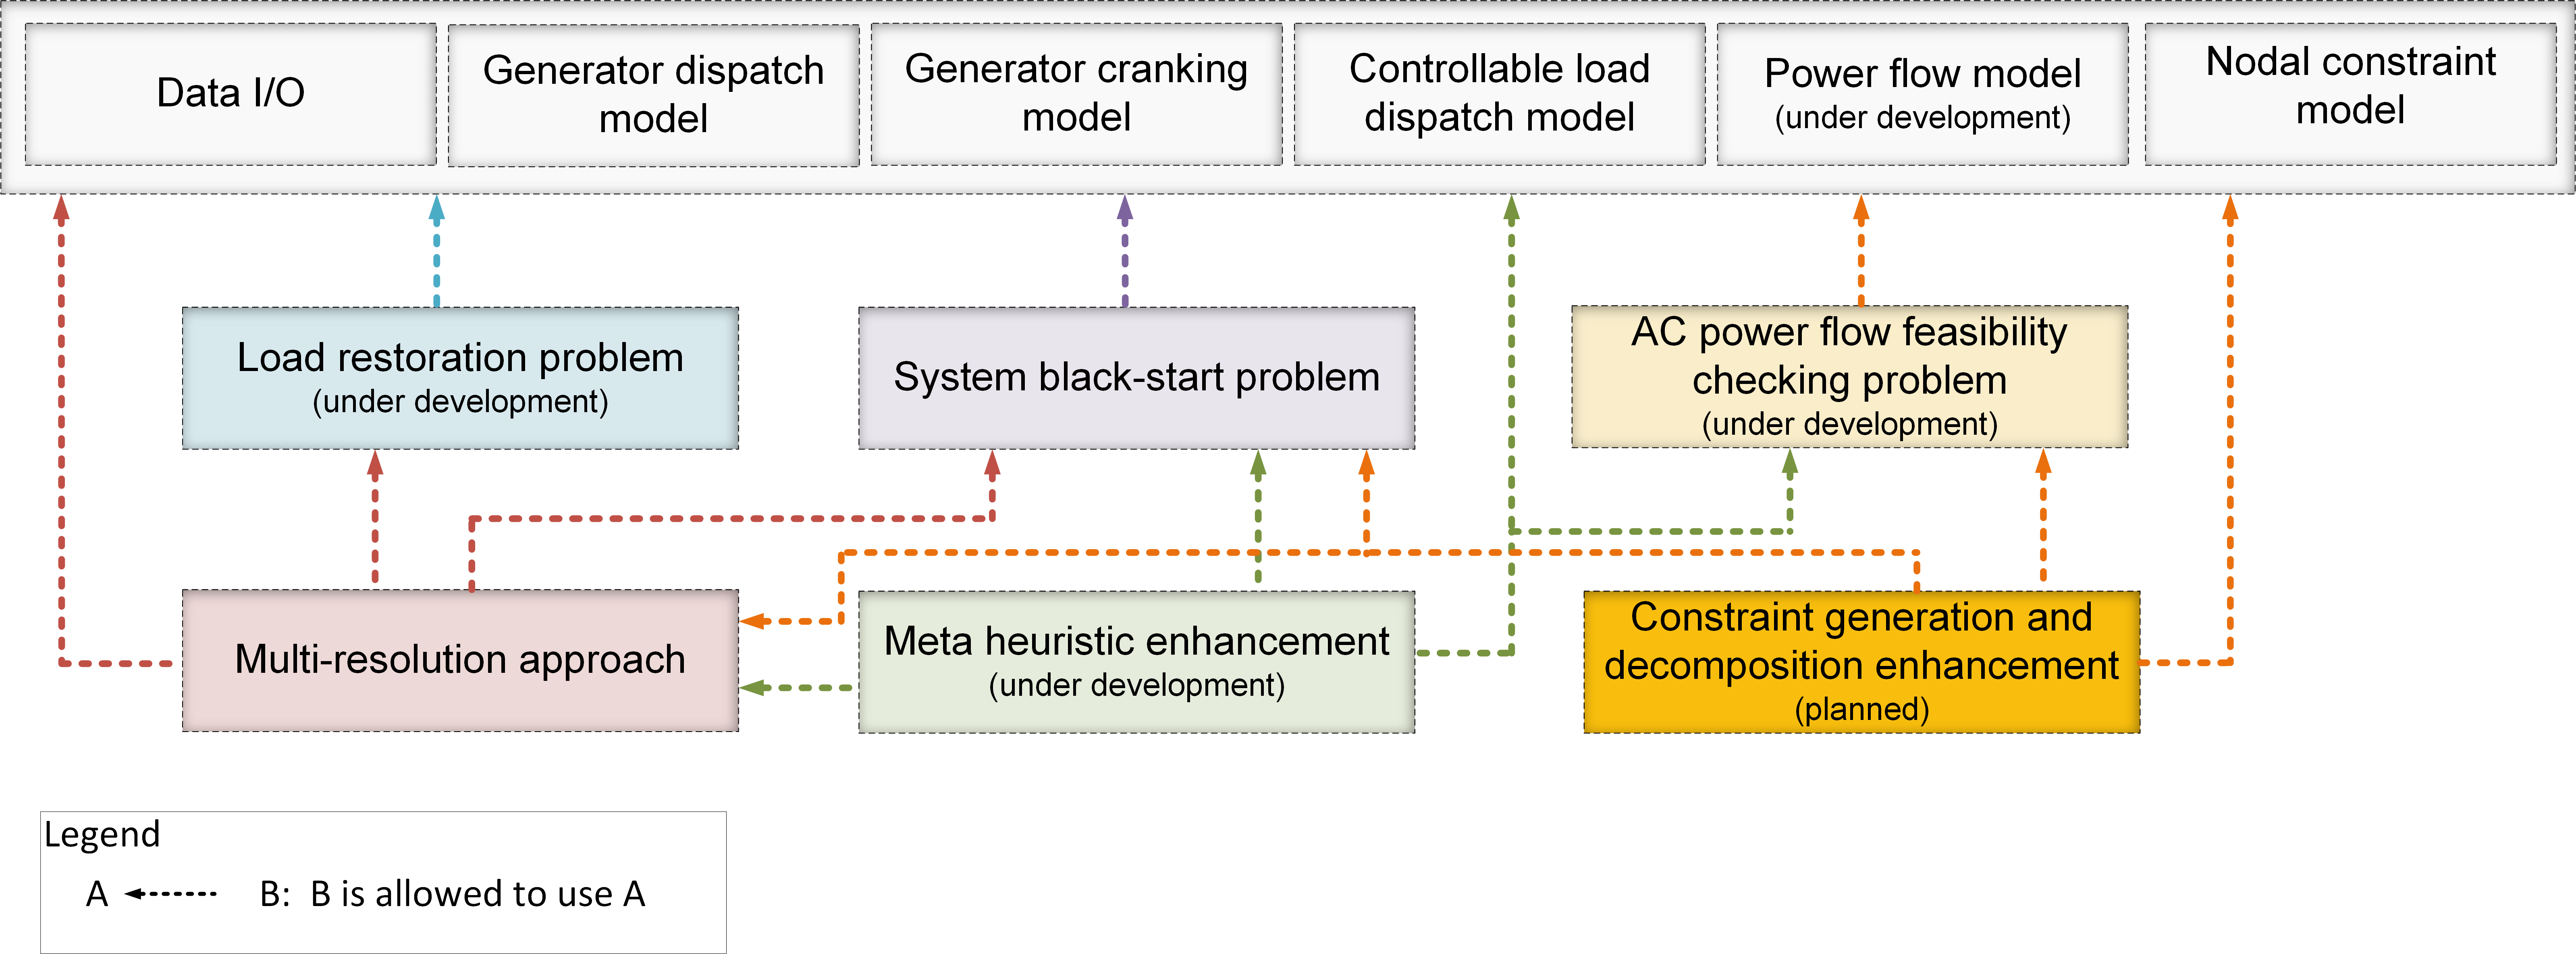 Data I/O
Generator dispatch
model
Generator cranking
model
Controllable load
dispatch model
Power flow model
(under development)
Nodal constraint
model
Load restoration problem
(under development)
System black-start problem
AC power flow feasibility
checking problem
(under development)
Multi-resolution approach
Meta heuristic enhancement
(under development)
Constraint generation and
decomposition enhancement
(planned)
Legend
A B: B is allowed to use A